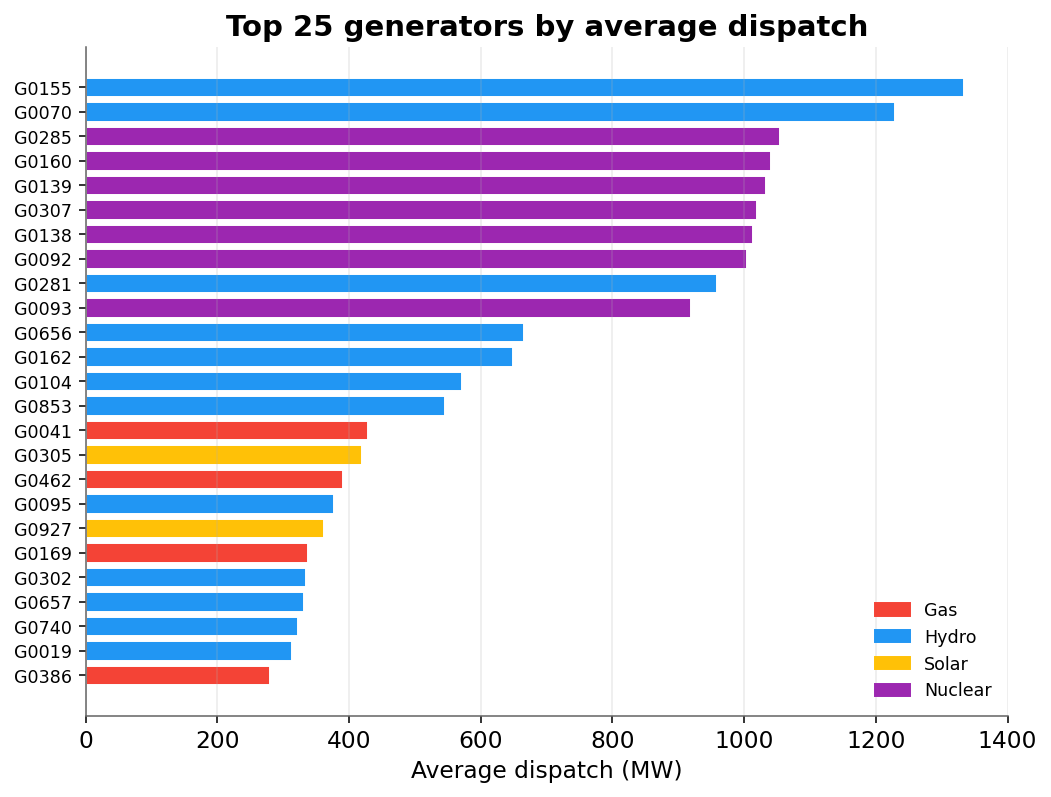 Top 25 generators by average dispatch
G0155
G0070
G0285
G0160
G0139
G0307
G0138
G0092
G0281
G0093
G0656
G0162
G0104
G0853
G0041
G0305
G0462
G0095
G0927
G0169
G0302
G0657
G0740
G0019
G0386
Gas
Hydro
Solar
Nuclear
0 200 400 600 800 1000 1200 1400
Average dispatch (MW)